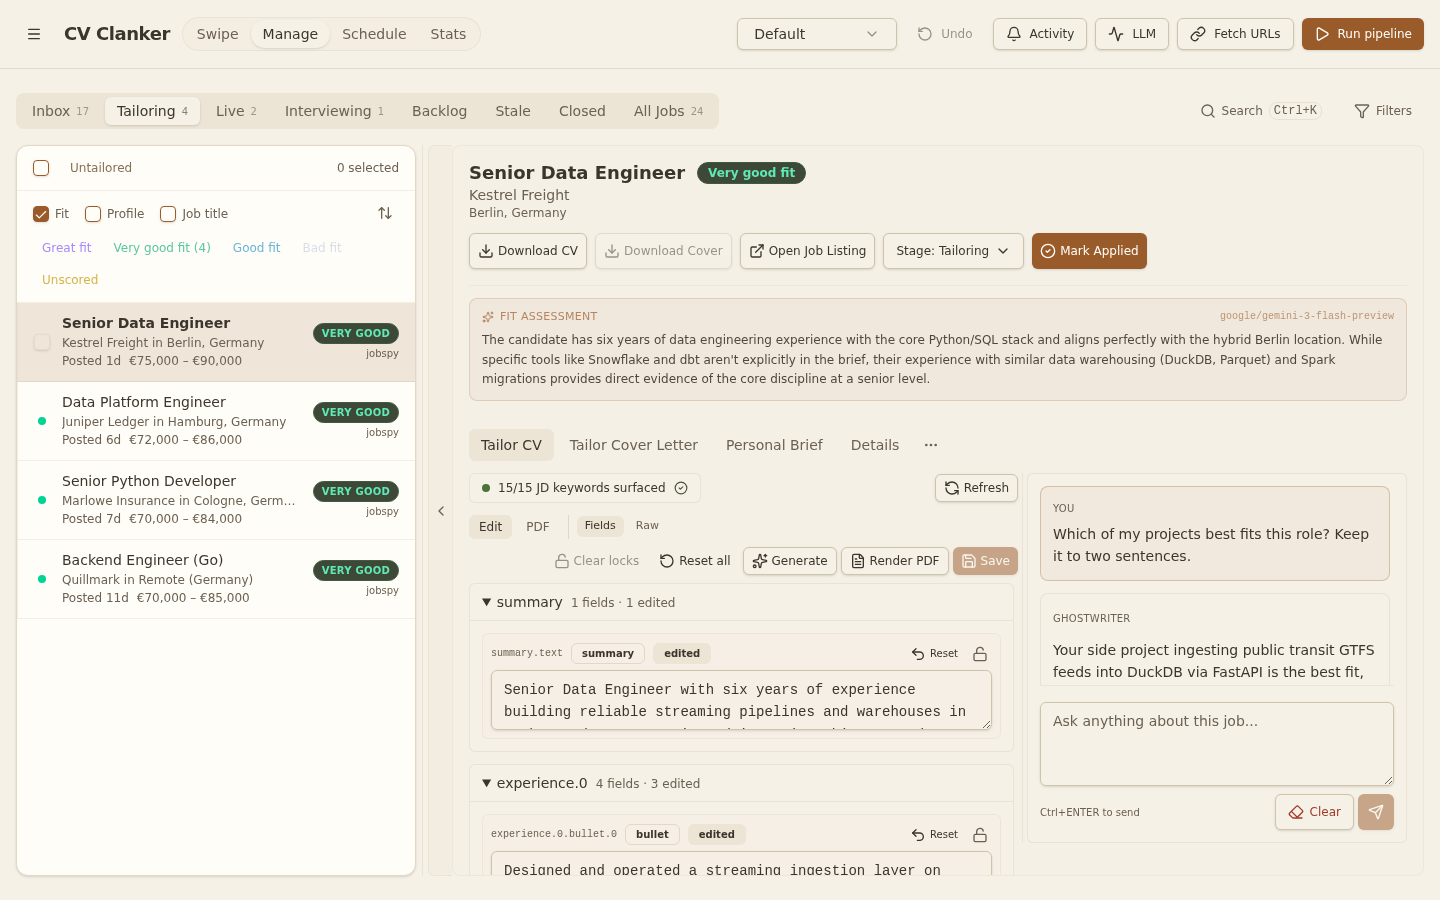 CV Clanker
Swipe
Manage
Schedule
Stats
Default
Undo
Activity
LLM
Fetch URLs
Run pipeline
Inbox 17
Tailoring 4
Live 2
Interviewing 1
Backlog
Stale
Closed
All Jobs 24
Search Ctrl+K
Filters
Untailored
0 selected
Fit
Profile
Job title
Great fit
Very good fit (4)
Good fit
Bad fit
Unscored
Senior Data Engineer
Kestrel Freight in Berlin, Germany
Posted 1d €75,000 – €90,000
VERY GOOD
jobspy
Data Platform Engineer
Juniper Ledger in Hamburg, Germany
Posted 6d €72,000 – €86,000
VERY GOOD
jobspy
Senior Python Developer
Marlowe Insurance in Cologne, Germ…
Posted 7d €70,000 – €84,000
VERY GOOD
jobspy
Backend Engineer (Go)
Quillmark in Remote (Germany)
Posted 11d €70,000 – €85,000
VERY GOOD
jobspy
Senior Data Engineer
Very good fit
Kestrel Freight
Berlin, Germany
Download CV
Download Cover
Open Job Listing
Stage: Tailoring
Mark Applied
FIT ASSESSMENT
google/gemini-3-flash-preview
The candidate has six years of data engineering experience with the core Python/SQL stack and aligns perfectly with the hybrid Berlin location. While
specific tools like Snowflake and dbt aren't explicitly in the brief, their experience with similar data warehousing (DuckDB, Parquet) and Spark
migrations provides direct evidence of the core discipline at a senior level.
Tailor CV
Tailor Cover Letter
Personal Brief
Details
15/15 JD keywords surfaced
Refresh
Edit
PDF
Fields
Raw
Clear locks
Reset all
Generate
Render PDF
Save
summary 1 fields · 1 edited
summary.text
summary
edited
Reset
Senior Data Engineer with six years of experience
building reliable streaming pipelines and warehouses in
experience.0 4 fields · 3 edited
experience.0.bullet.0
bullet
edited
Reset
Designed and operated a streaming ingestion layer on
YOU
Which of my projects best fits this role? Keep
it to two sentences.
GHOSTWRITER
Your side project ingesting public transit GTFS
feeds into DuckDB via FastAPI is the best fit,
Ask anything about this job…
Ctrl+ENTER to send
Clear